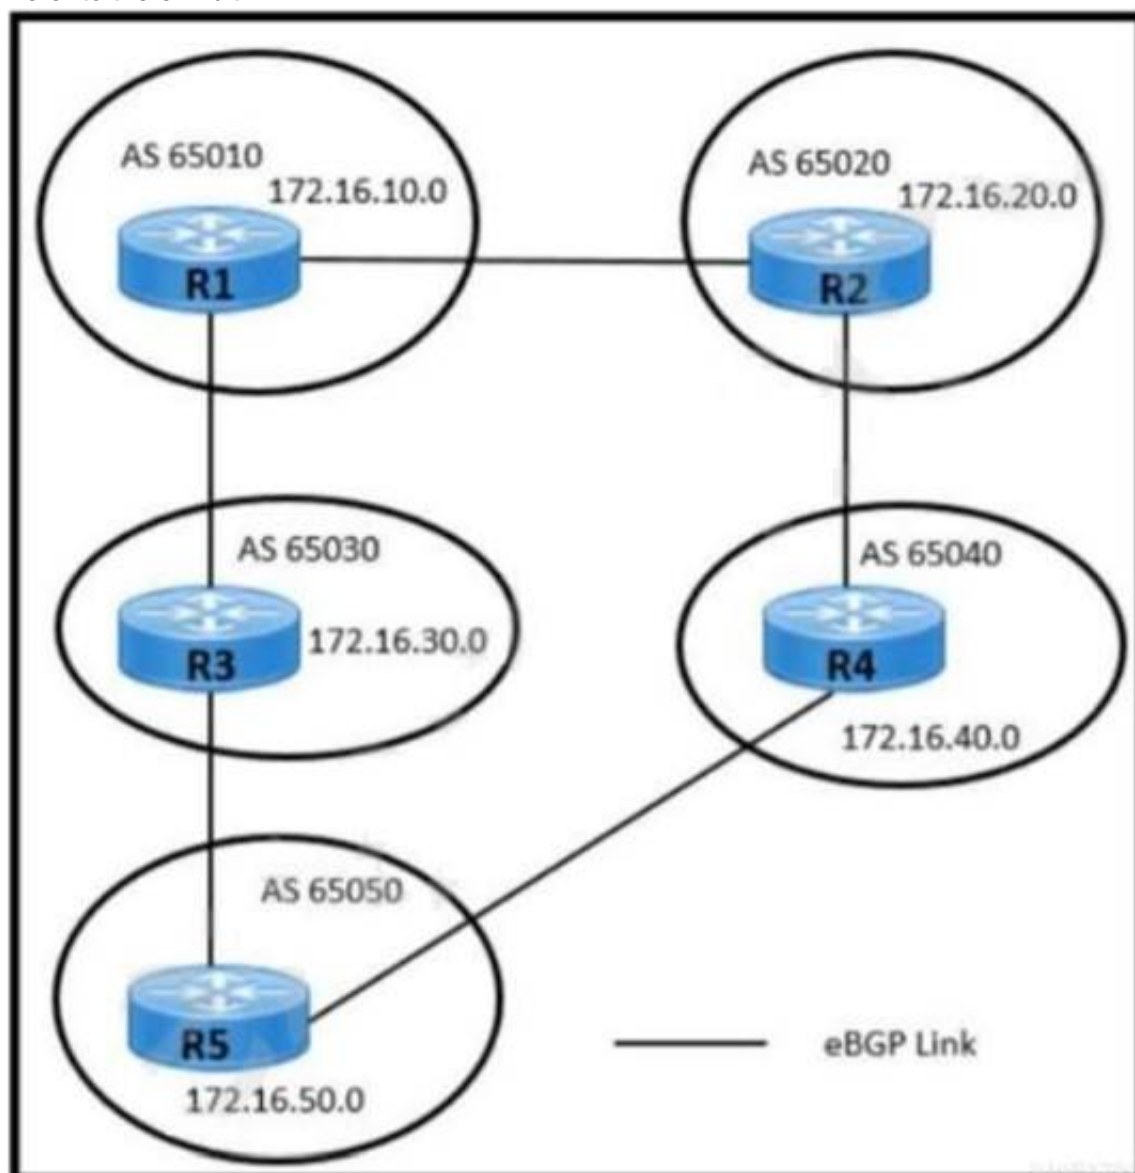 AS 65010
172.16.10.0
R1
AS 65020
172.16.20.0
R2
AS 65030
172.16.30.0
R3
AS 65040
R4
172.16.40.0
AS 65050
R5
172.16.50.0
eBGP Link